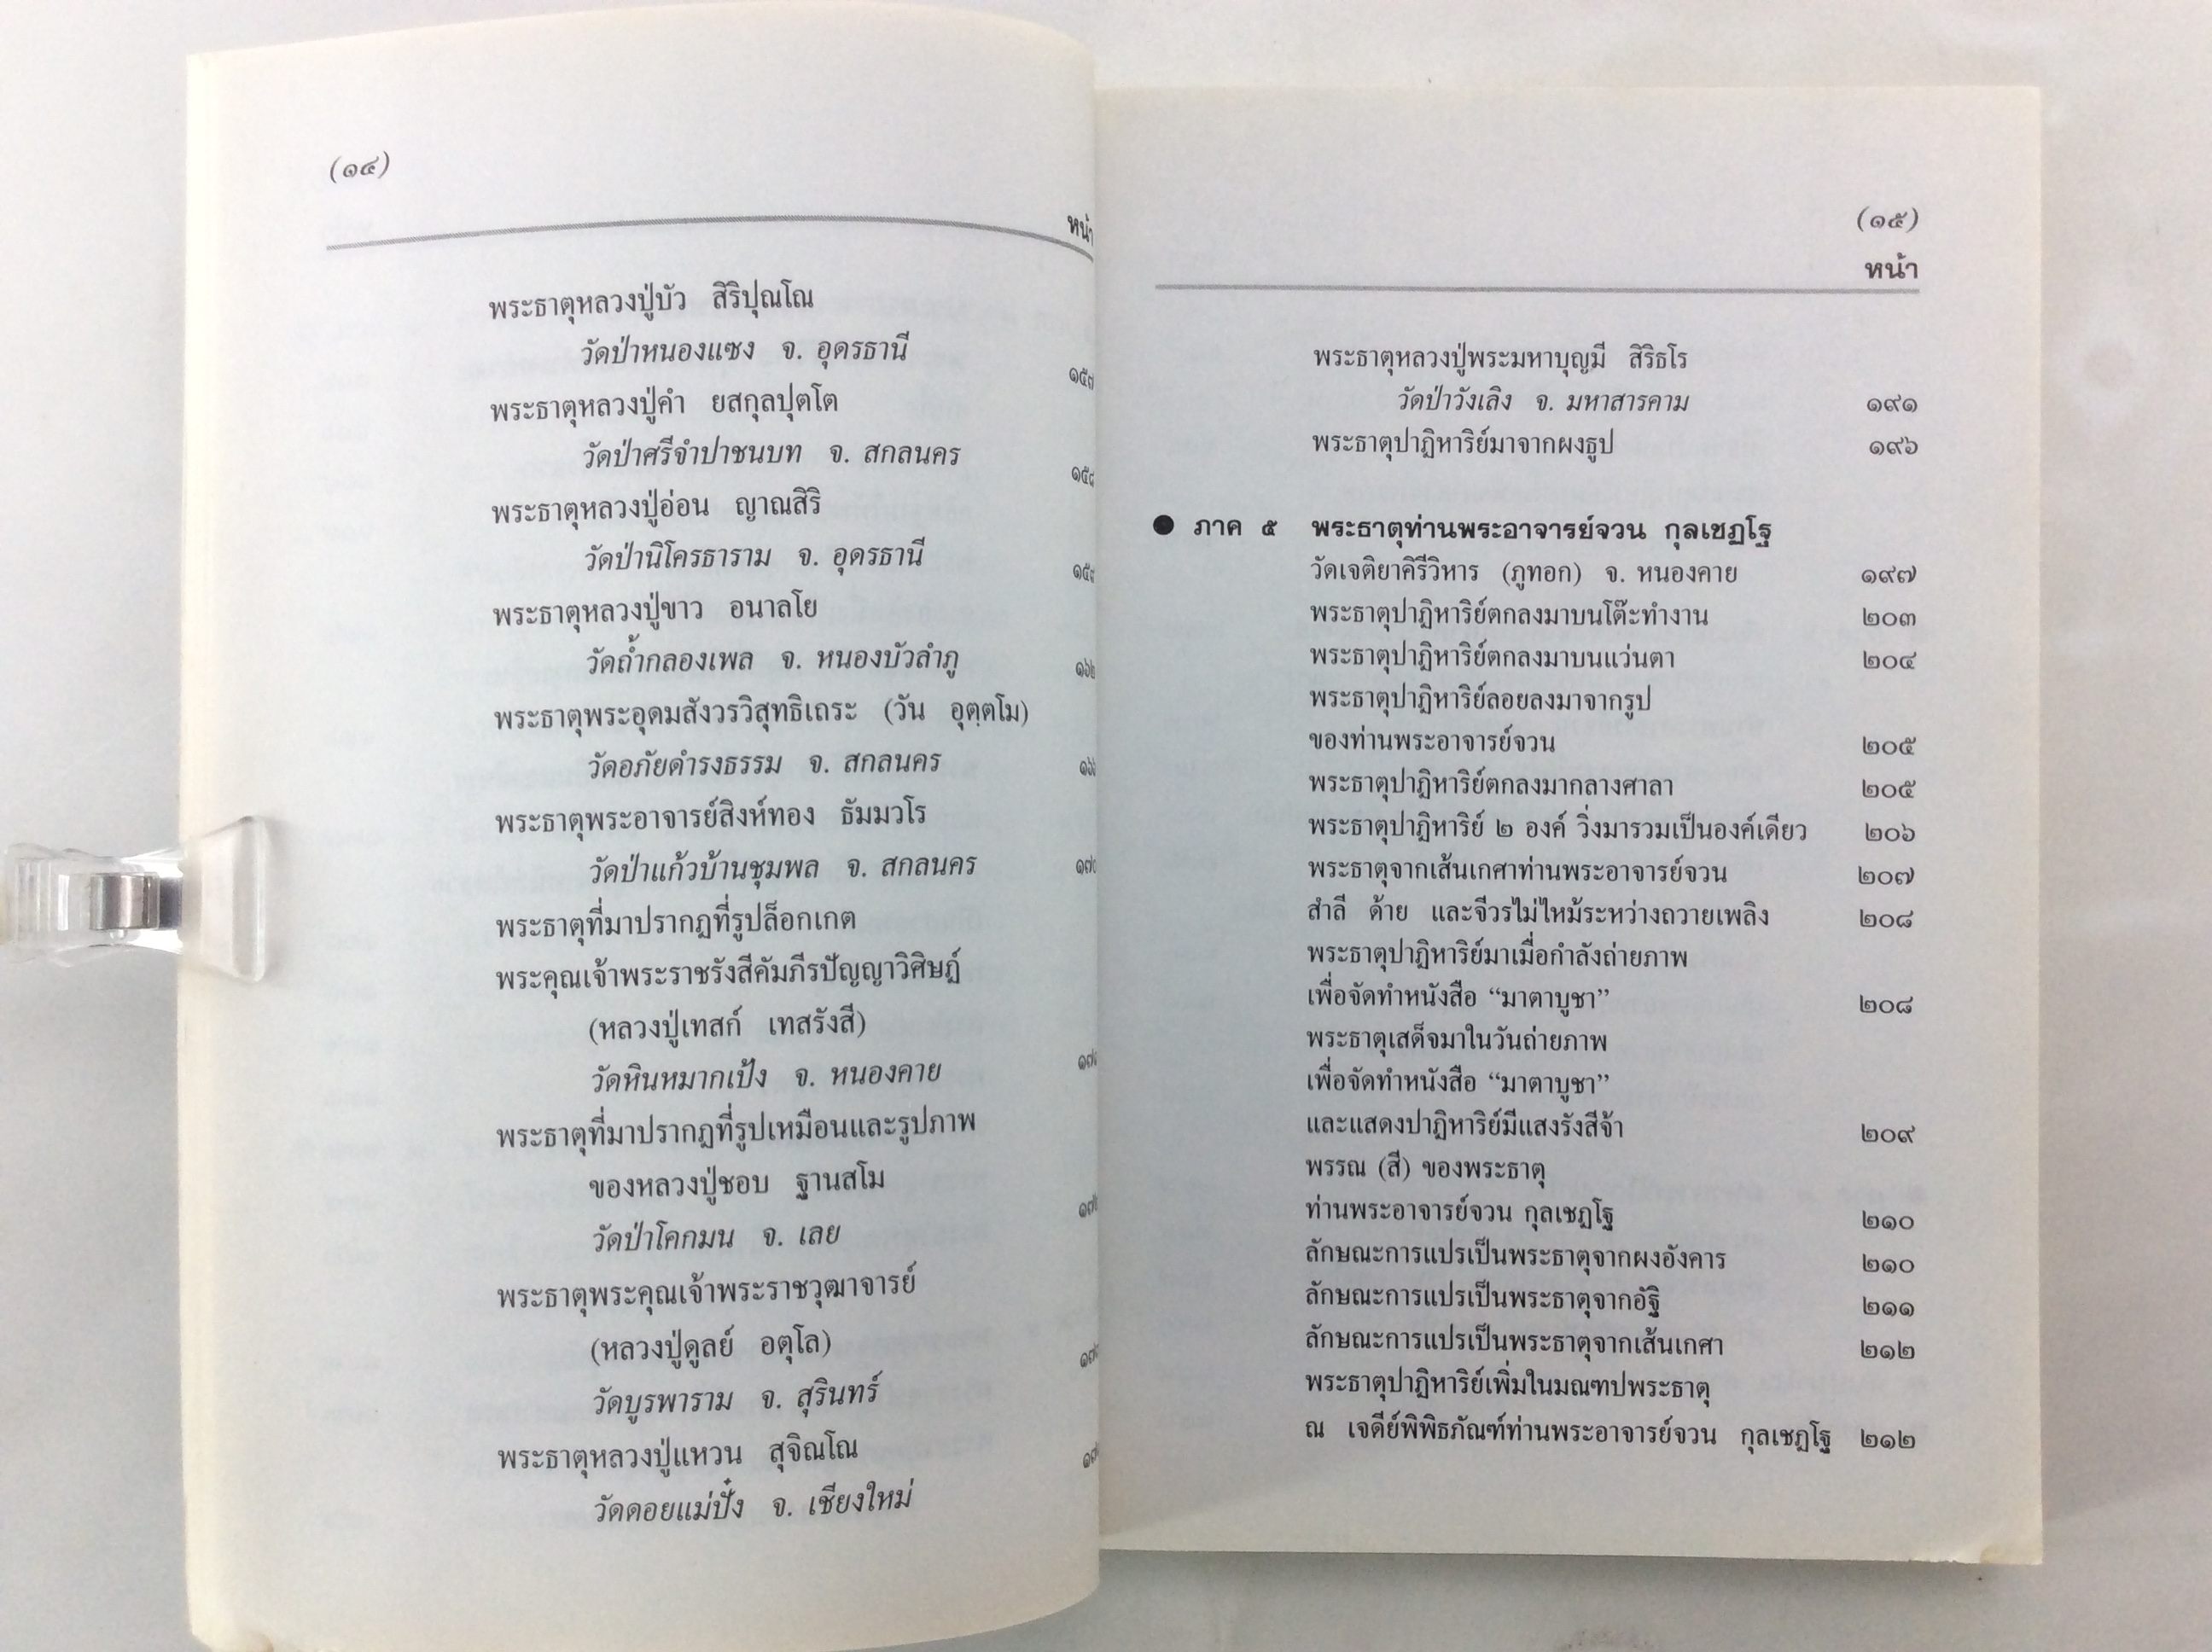 (๑๔)
หน้า
พระธาตุหลวงปู่บัว สิริปุณโณ
วัดป่าหนองแซง จ. อุดรธานี
พระธาตุหลวงปู่คำ ยสกุลปุตโต
วัดป่าศรีจำปาชนบท จ. สกลนคร
พระธาตุหลวงปู่อ่อน ญาณสิริ
วัดป่านิโครธาราม จ. อุดรธานี
พระธาตุหลวงปู่ขาว อนาลโย
วัดถ้ำกลองเพล จ. หนองบัวลำภู ๑๖๒
พระธาตุพระอุดมสังวรวิสุทธิเถระ (วัน อุตฺตโม)
วัดอภัยดำรงธรรม จ. สกลนคร
พระธาตุพระอาจารย์สิงห์ทอง ธัมมวโร
วัดป่าแก้วบ้านชุมพล จ. สกลนคร
พระธาตุที่มาปรากฏที่รูปล็อกเกต
พระคุณเจ้าพระราชรังสีคัมภีรปัญญาวิศิษฏ์
(หลวงปู่เทสก์ เทสรังสี)
วัดหินหมากเป้ง จ. หนองคาย
พระธาตุที่มาปรากฏที่รูปเหมือนและรูปภาพ
ของหลวงปู่ชอบ ฐานสโม
วัดป่าโคกมน จ. เลย
พระธาตุพระคุณเจ้าพระราชวุฒาจารย์
(หลวงปู่ดูลย์ อตุโล)
วัดบูรพาราม จ. สุรินทร์
พระธาตุหลวงปู่แหวน สุจิณโณ
วัดดอยแม่ปั๋ง จ. เชียงใหม่
(๑๕)
หน้า
พระธาตุหลวงปู่พระมหาบุญมี สิริธโร
วัดป่าวังเลิง จ. มหาสารคาม ๑๙๑
พระธาตุปาฏิหาริย์มาจากผงธูป ๑๙๖
● ภาค ๕ พระธาตุท่านพระอาจารย์จวน กุลเชฏโฐ
วัดเจติยาคิรีวิหาร (ภูทอก) จ. หนองคาย ๑๙๗
พระธาตุปาฏิหาริย์ตกลงมาบนโต๊ะทำงาน ๒๐๓
พระธาตุปาฏิหาริย์ตกลงมาบนแว่นตา ๒๐๔
พระธาตุปาฏิหาริย์ลอยลงมาจากรูป
ของท่านพระอาจารย์จวน ๒๐๕
พระธาตุปาฏิหาริย์ตกลงมากลางศาลา ๒๐๕
พระธาตุปาฏิหาริย์ ๒ องค์ วิ่งมารวมเป็นองค์เดียว ๒๐๖
พระธาตุจากเส้นเกศาท่านพระอาจารย์จวน ๒๐๗
สำลี ด้าย และจีวรไม่ไหม้ระหว่างถวายเพลิง ๒๐๘
พระธาตุปาฏิหาริย์มาเมื่อกำลังถ่ายภาพ
เพื่อจัดทำหนังสือ “มาตาบูชา” ๒๐๘
พระธาตุเสด็จมาในวันถ่ายภาพ
เพื่อจัดทำหนังสือ “มาตาบูชา”
และแสดงปาฏิหาริย์มีแสงรังสีจ้า ๒๐๙
พรรณ (สี) ของพระธาตุ
ท่านพระอาจารย์จวน กุลเชฏโฐ ๒๑๐
ลักษณะการแปรเป็นพระธาตุจากผงอังคาร ๒๑๐
ลักษณะการแปรเป็นพระธาตุจากอัฐิ ๒๑๑
ลักษณะการแปรเป็นพระธาตุจากเส้นเกศา ๒๑๒
พระธาตุปาฏิหาริย์เพิ่มในมณฑปพระธาตุ
ณ เจดีย์พิพิธภัณฑ์ท่านพระอาจารย์จวน กุลเชฏโฐ ๒๑๒